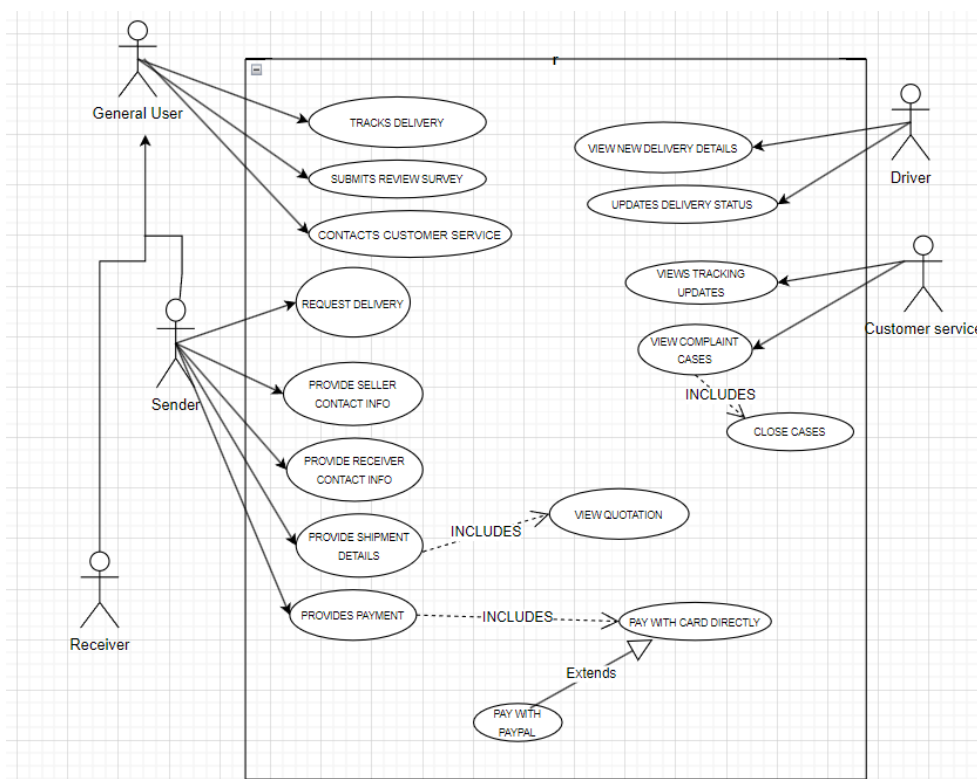 r
General User
TRACKS DELIVERY
SUBMITS REVIEW SURVEY
CONTACTS CUSTOMER SERVICE
REQUEST DELIVERY
Sender
PROVIDE SELLER
CONTACT INFO
PROVIDE RECEIVER
CONTACT INFO
PROVIDE SHIPMENT
DETAILS
INCLUDES
VIEW QUOTATION
PROVIDES PAYMENT
INCLUDES
PAY WITH CARD DIRECTLY
Extends
PAY WITH
PAYPAL
Receiver
VIEW NEW DELIVERY DETAILS
UPDATES DELIVERY STATUS
Driver
VIEWS TRACKING
UPDATES
VIEW COMPLAINT
CASES
INCLUDES
CLOSE CASES
Customer service